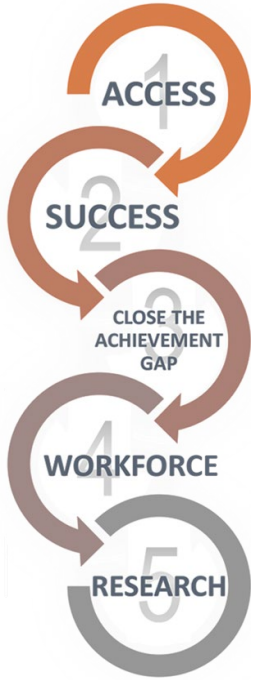 1
ACCESS
2
SUCCESS
3
CLOSE THE
ACHIEVEMENT
GAP
4
WORKFORCE
5
RESEARCH